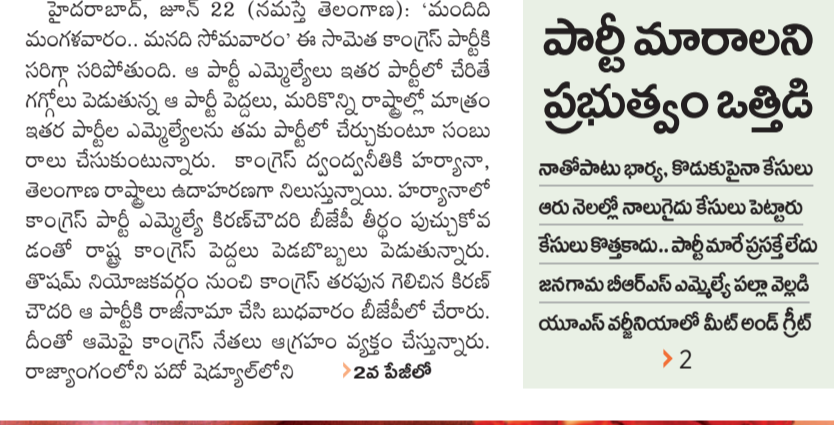 హైదరాబాద్, జూన్ 22 (నమస్తే తెలంగాణ): ‘మందిది
మంగళవారం.. మనది సోమవారం’ ఈ సామెత కాంగ్రెస్ పార్టీకి
సరిగ్గా సరిపోతుంది. ఆ పార్టీ ఎమ్మెల్యేలు ఇతర పార్టీలో చేరితే
గగ్గోలు పెడుతున్న ఆ పార్టీ పెద్దలు, మరికొన్ని రాష్ట్రాల్లో మాత్రం
ఇతర పార్టీల ఎమ్మెల్యేలను తమ పార్టీలో చేర్చుకుంటూ సంబు
రాలు చేసుకుంటున్నారు. కాంగ్రెస్ ద్వంద్వనీతికి హర్యానా,
తెలంగాణ రాష్ట్రాలు ఉదాహరణగా నిలుస్తున్నాయి. హర్యానాలో
కాంగ్రెస్ పార్టీ ఎమ్మెల్యే కిరణ్‌చౌదరి బీజేపీ తీర్థం పుచ్చుకోవ
డంతో రాష్ట్ర కాంగ్రెస్ పెద్దలు పెడబొబ్బలు పెడుతున్నారు.
తొషమ్ నియోజకవర్గం నుంచి కాంగ్రెస్ తరపున గెలిచిన కిరణ్
చౌదరి ఆ పార్టీకి రాజీనామా చేసి బుధవారం బీజేపీలో చేరారు.
దీంతో ఆమెపై కాంగ్రెస్ నేతలు ఆగ్రహం వ్యక్తం చేస్తున్నారు.
రాజ్యాంగంలోని పదో షెడ్యూల్‌లోని >2వ పేజీలో
పార్టీ మారాలని
ప్రభుత్వం ఒత్తిడి
నాతోపాటు భార్య, కొడుకుపైనా కేసులు
ఆరు నెలల్లో నాలుగైదు కేసులు పెట్టారు
కేసులు కొత్తకాదు.. పార్టీ మారే ప్రసక్తే లేదు
జనగామ బీఆర్‌ఎస్ ఎమ్మెల్యే పల్లా వెల్లడి
యూఎస్ వర్జీనియాలో మీట్ అండ్ గ్రీట్
>2